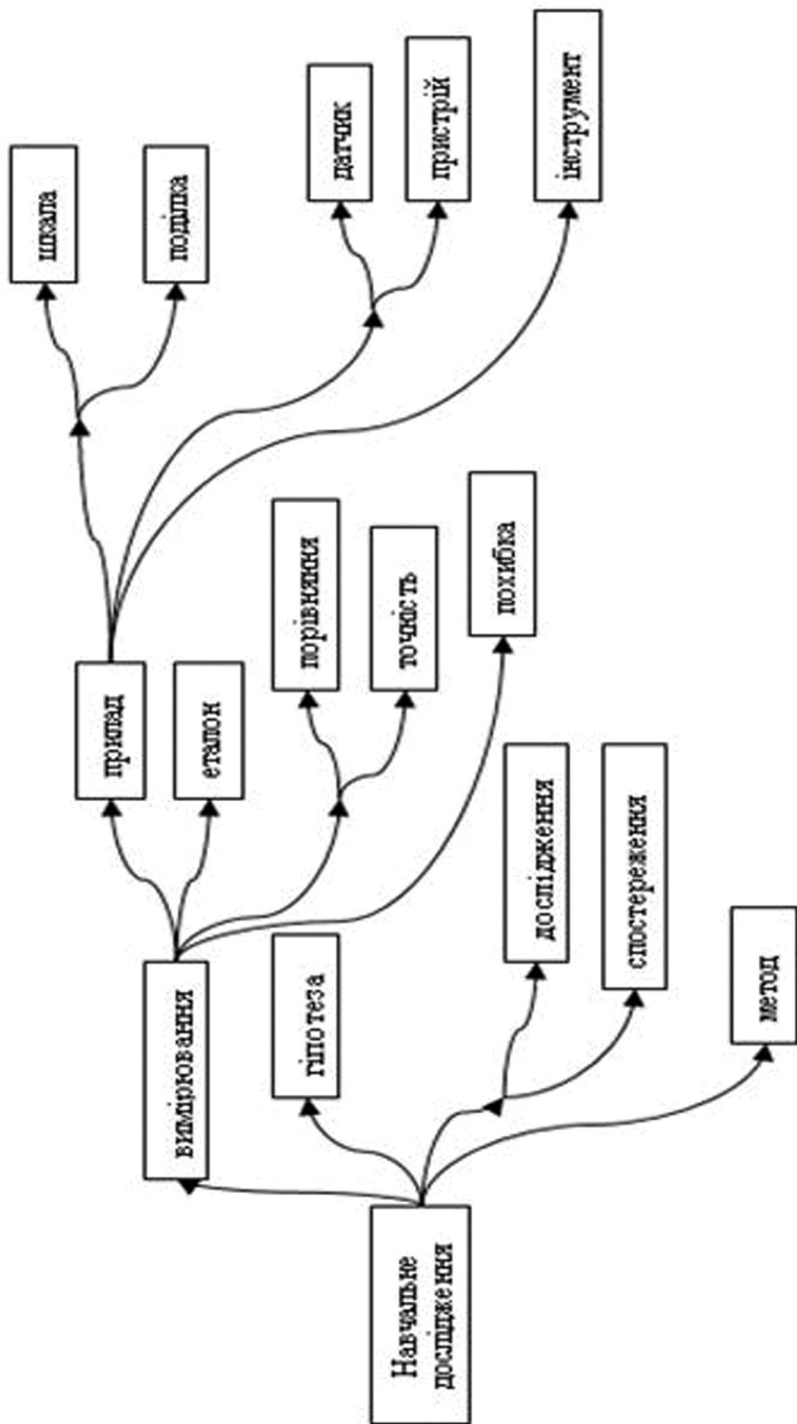 Навчальне
дослідження
вимірювання
гіпотеза
дослідження
спостереження
метод
прилад
еталон
порівняння
точність
похибка
шкала
поділка
датчик
пристрій
інструмент